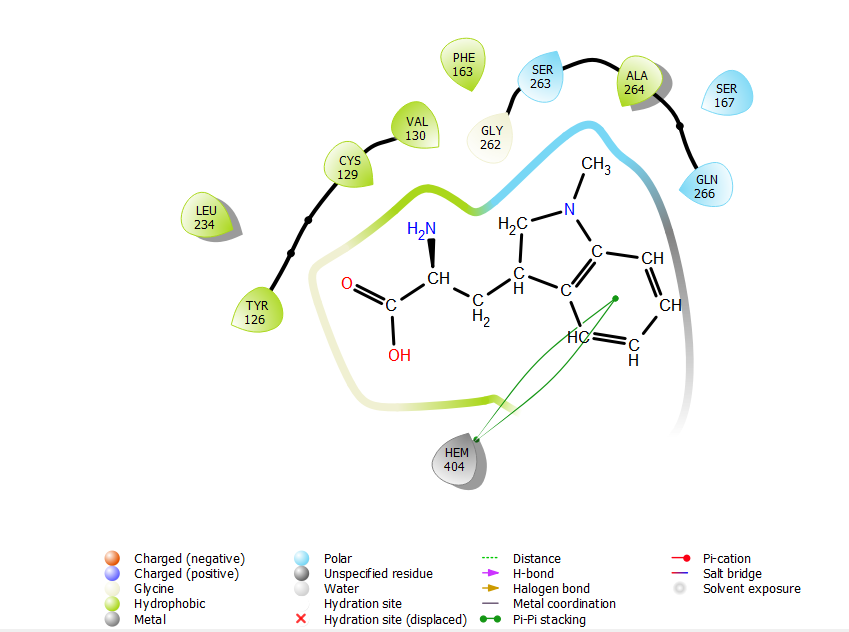 PHE
163
SER
263
ALA
264
SER
167
VAL
130
GLY
262
CYS
129
CH3
GLN
266
LEU
234
H2N
H2C
N
C
CH
O
CH
C
H
C
CH
TYR
126
C
C
H2
HC
C
H
OH
HEM
404
Charged (negative)
Charged (positive)
Glycine
Hydrophobic
Metal
Polar
Unspecified residue
Water
Hydration site
Hydration site (displaced)
Distance
H-bond
Halogen bond
Metal coordination
Pi-Pi stacking
Pi-cation
Salt bridge
Solvent exposure